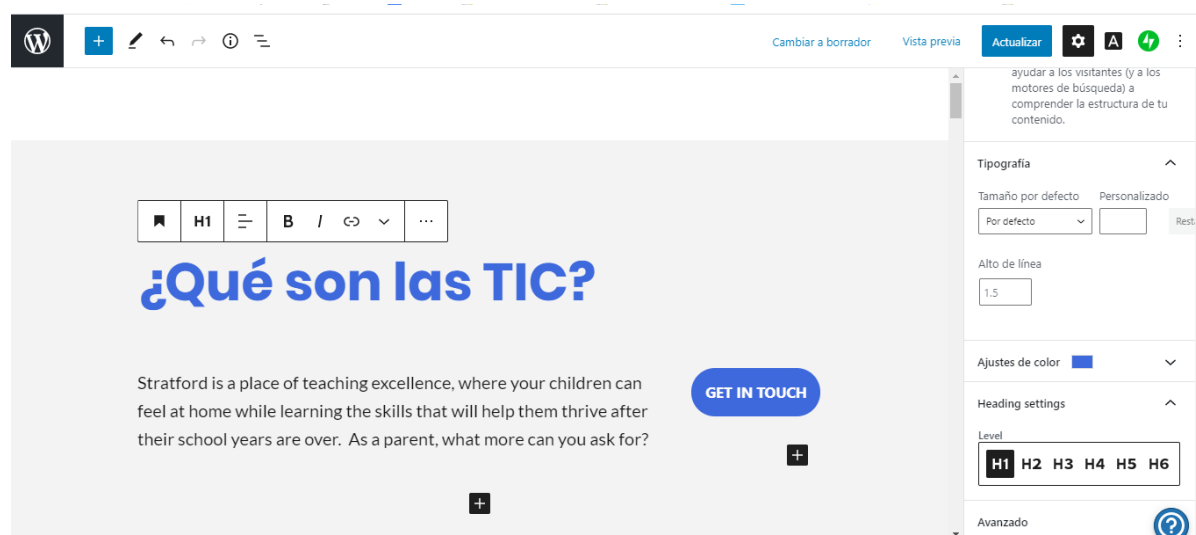 Cambiar a borrador Vista previa Actualizar
ayudar a los visitantes (y a los
motores de búsqueda) a
comprender la estructura de tu
contenido.
Tipografía
Tamaño por defecto Personalizado
Por defecto Rest
Alto de línea
1.5
Ajustes de color
Heading settings
Level
H1 H2 H3 H4 H5 H6
Avanzado
H1 B I
¿Qué son las TIC?
Stratford is a place of teaching excellence, where your children can
feel at home while learning the skills that will help them thrive after
their school years are over. As a parent, what more can you ask for?
GET IN TOUCH